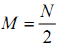 M = N/2